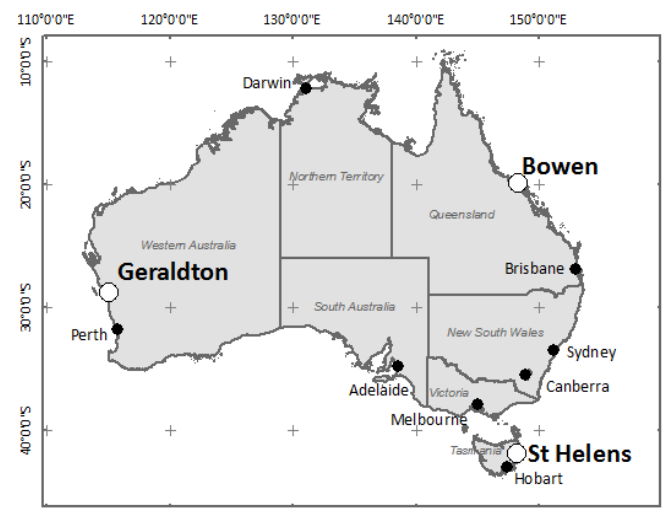 110°0'0"E 120°0'0"E 130°0'0"E 140°0'0"E 150°0'0"E
10°0'0"S
Darwin
Bowen
Northern Territory
20°0'0"S
Queensland
Western Australia
Geraldton
Brisbane
30°0'0"S
South Australia
Perth
New South Wales
Sydney
Adelaide
Victoria
Canberra
Melbourne
40°0'0"S
Tasmania
St Helens
Hobart